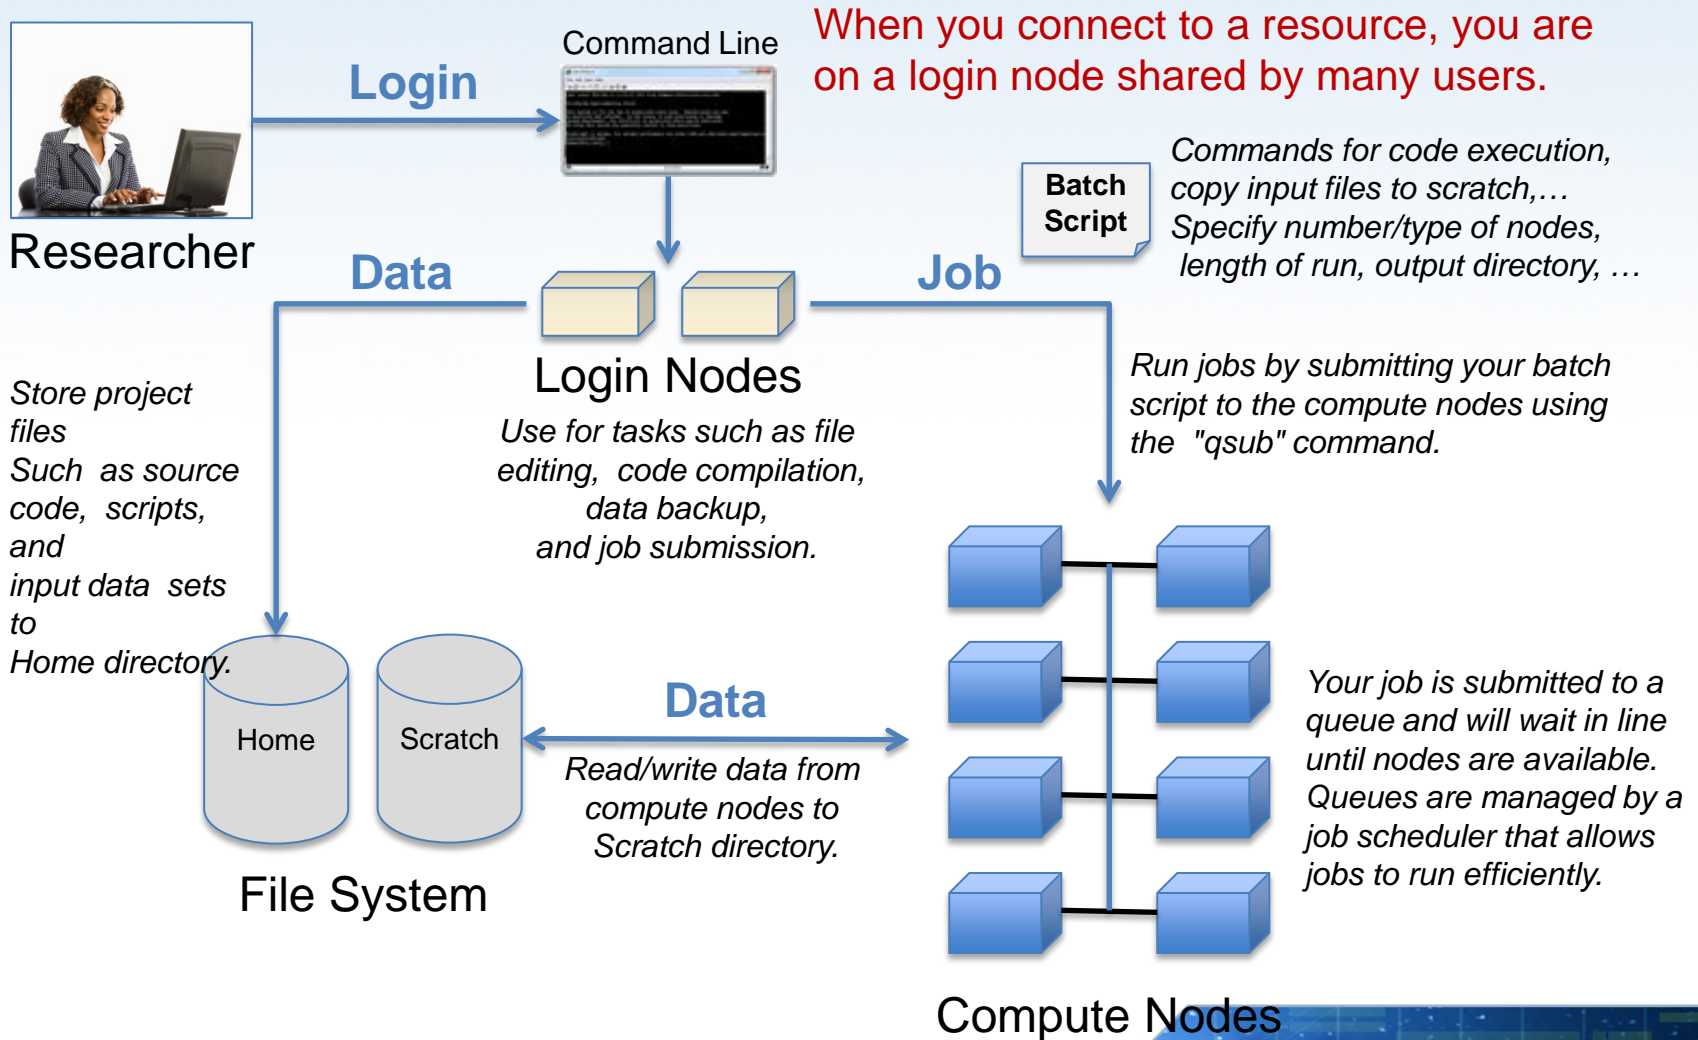 When you connect to a resource, you are
on a login node shared by many users.
Command Line
Login
Researcher
Batch
Script
Commands for code execution,
copy input files to scratch,…
Specify number/type of nodes,
length of run, output directory, …
Data
Job
Login Nodes
Use for tasks such as file
editing, code compilation,
data backup,
and job submission.
Run jobs by submitting your batch
script to the compute nodes using
the "qsub" command.
Store project
files
Such as source
code, scripts,
and
input data sets
to
Home directory.
Home
Scratch
File System
Data
Read/write data from
compute nodes to
Scratch directory.
Your job is submitted to a
queue and will wait in line
until nodes are available.
Queues are managed by a
job scheduler that allows
jobs to run efficiently.
Compute Nodes